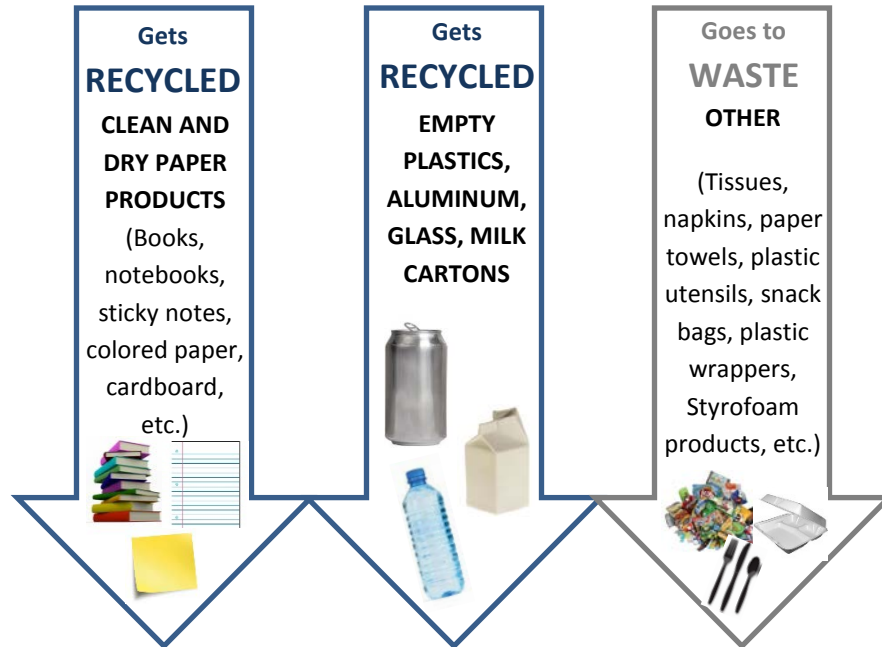 Gets
RECYCLED
CLEAN AND
DRY PAPER
PRODUCTS
(Books,
notebooks,
sticky notes,
colored paper,
cardboard,
etc.)
Gets
RECYCLED
EMPTY
PLASTICS,
ALUMINUM,
GLASS, MILK
CARTONS
Goes to
WASTE
OTHER
(Tissues,
napkins, paper
towels, plastic
utensils, snack
bags, plastic
wrappers,
Styrofoam
products, etc.)